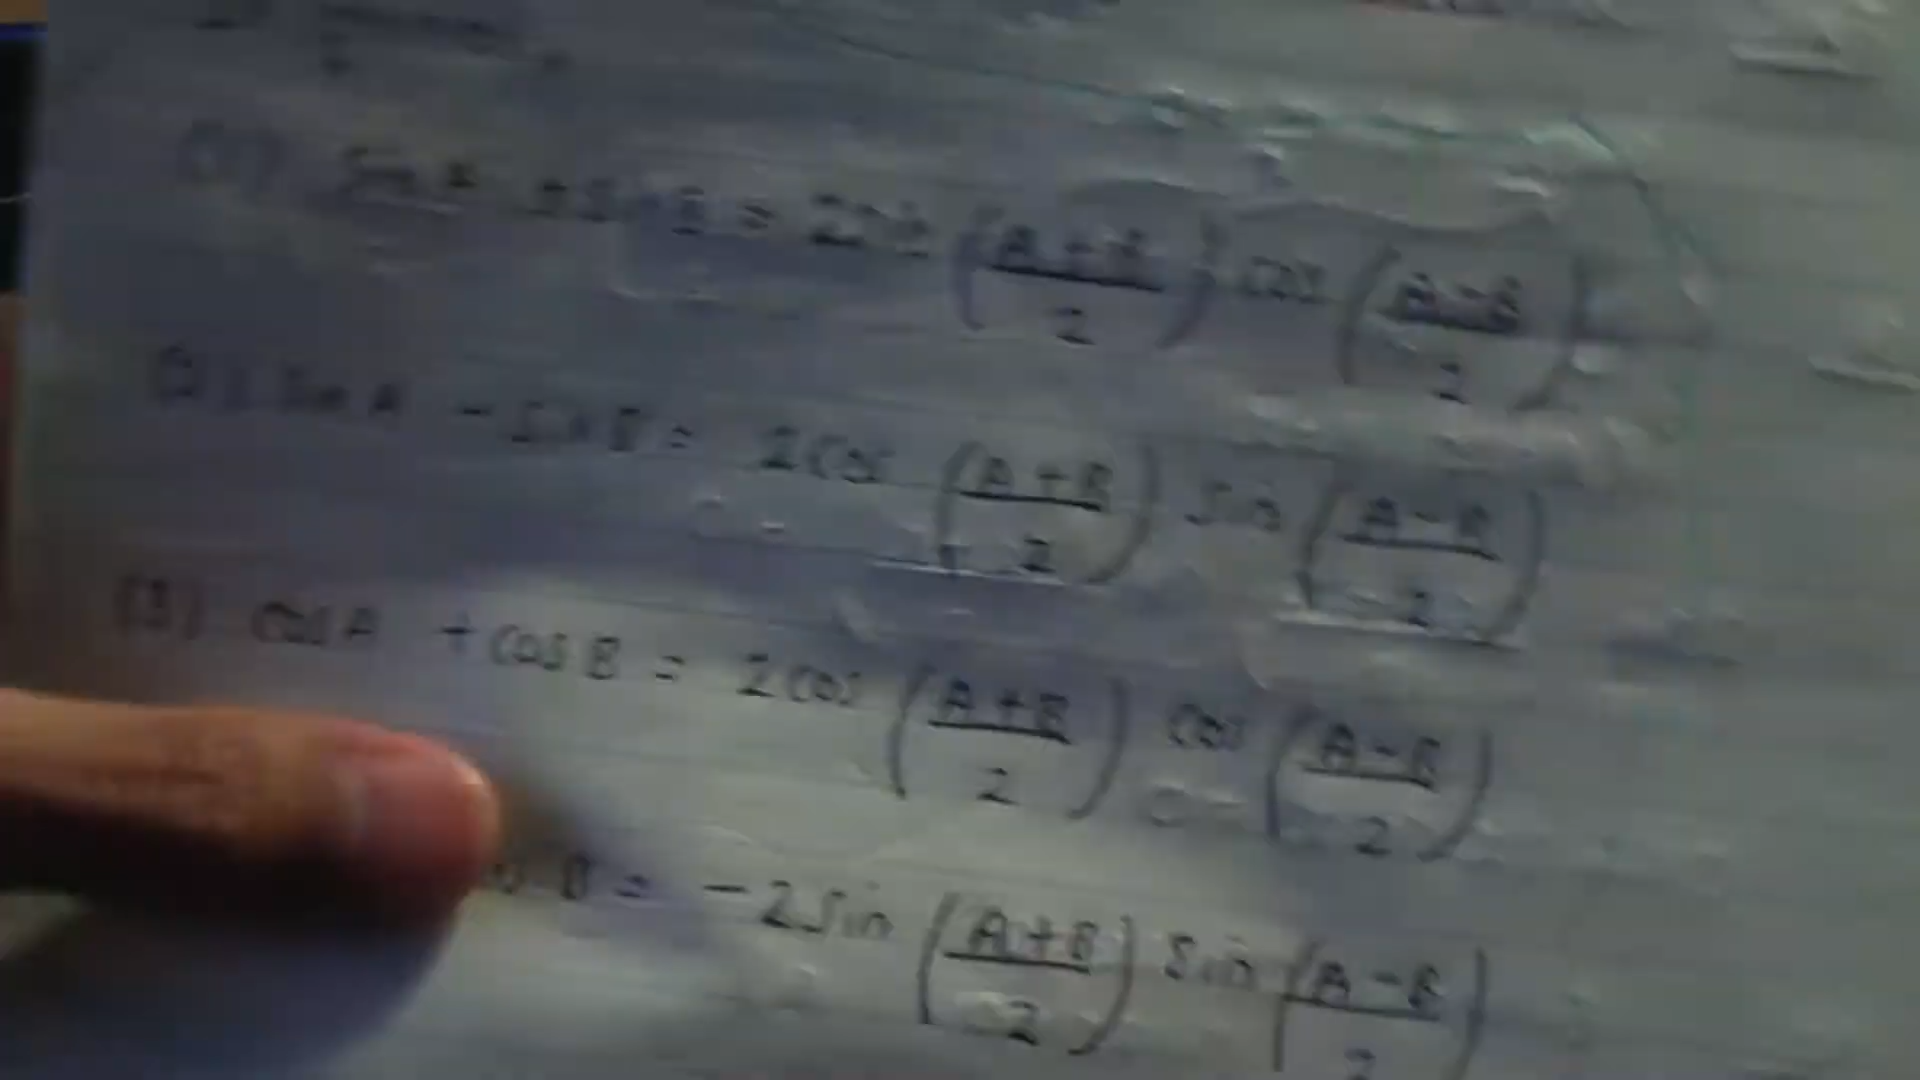 (1) Sin A + Sin B = 2 Sin (A + B / 2) cos (A - B / 2)
(2) Sin A - Sin B = 2 cos (A + B / 2) Sin (A - B / 2)
(3) cos A + cos B = 2 cos (A + B / 2) cos (A - B / 2)
B = -2 Sin (A + B / 2) Sin (A - B / 2)